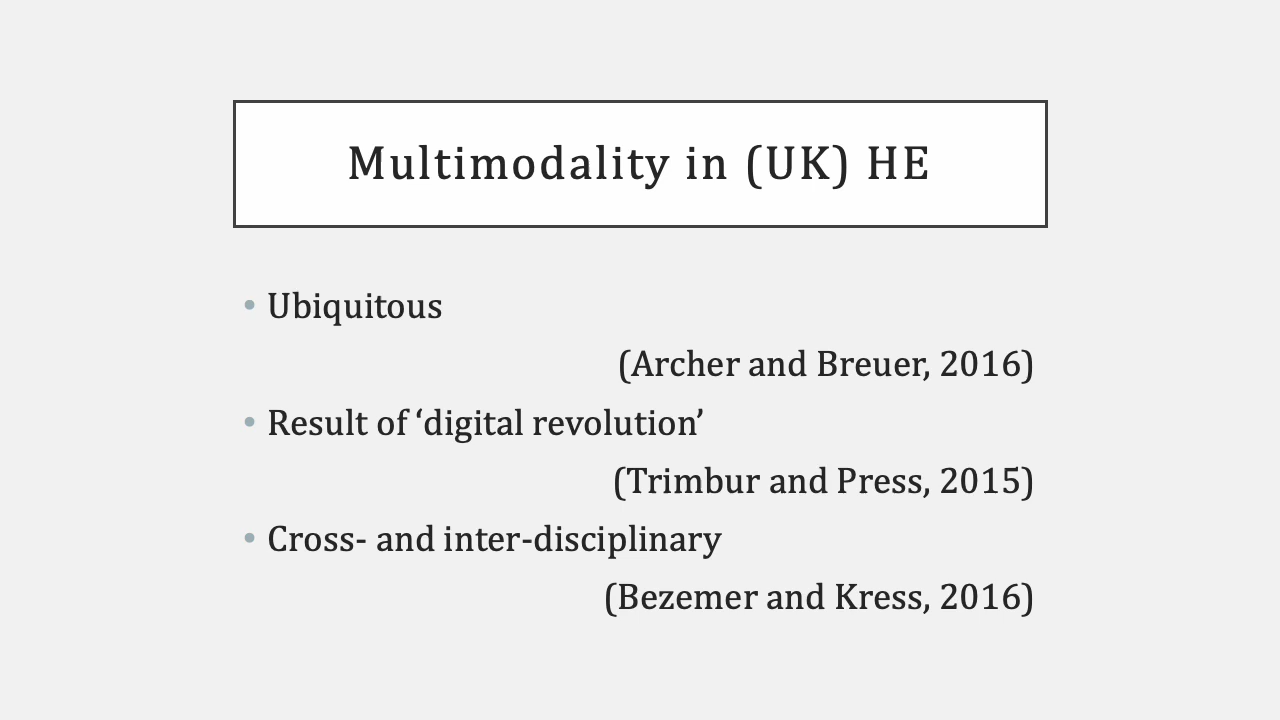 Multimodality in (UK) HE
• Ubiquitous
(Archer and Breuer, 2016)
• Result of ‘digital revolution’
(Trimbur and Press, 2015)
• Cross- and inter-disciplinary
(Bezemer and Kress, 2016)